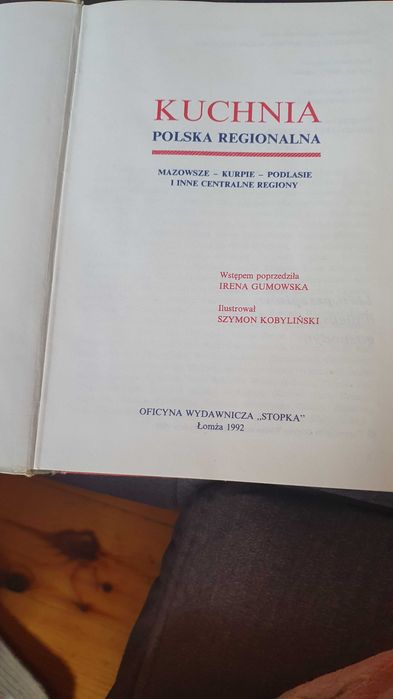 KUCHNIA
POLSKA REGIONALNA
MAZOWSZE – KURPIE – PODLASIE
I INNE CENTRALNE REGIONY
Wstępem poprzedziła
IRENA GUMOWSKA
Ilustrował
SZYMON KOBYLIŃSKI
OFICYNA WYDAWNICZA „STOPKA”
Łomża 1992